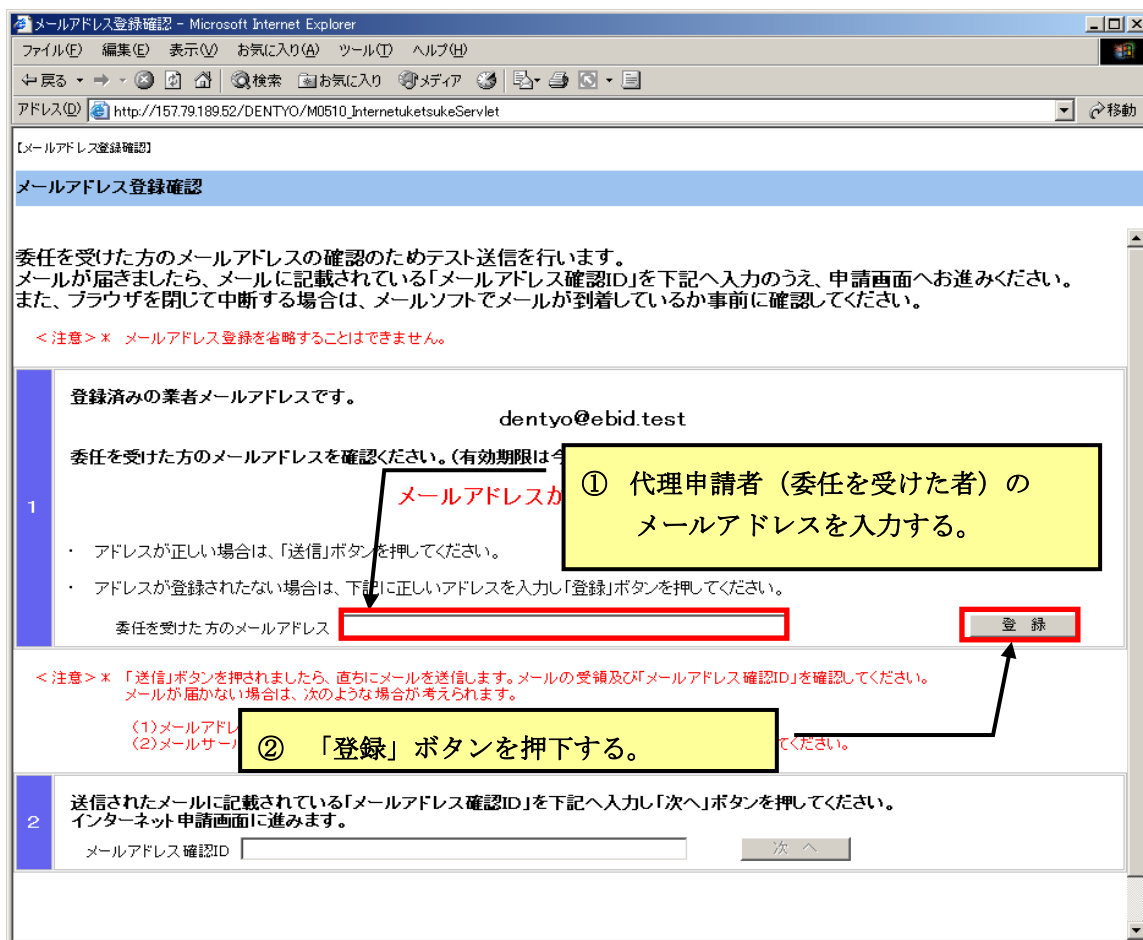 メールアドレス登録確認 - Microsoft Internet Explorer
ファイル(F) 編集(E) 表示(V) お気に入り(A) ツール(T) ヘルプ(H)
戻る 検索 お気に入り メディア
アドレス(D) http://157.79.189.52/DENTYO/M0510_InternetuketsukeServlet 移動
【メールアドレス登録確認】
メールアドレス登録確認
委任を受けた方のメールアドレスの確認のためテスト送信を行います。
メールが届きましたら、メールに記載されている「メールアドレス確認ID」を下記へ入力のうえ、申請画面へお進みください。
また、ブラウザを閉じて中断する場合は、メールソフトでメールが到着しているか事前に確認してください。
<注意>* メールアドレス登録を省略することはできません。
1
登録済みの業者メールアドレスです。
dentyo@ebid.test
委任を受けた方のメールアドレスを確認ください。(有効期限は今
メールアドレスが
① 代理申請者（委任を受けた者）の
メールアドレスを入力する。
・ アドレスが正しい場合は、「送信」ボタンを押してください。
・ アドレスが登録されたない場合は、下記に正しいアドレスを入力し「登録」ボタンを押してください。
委任を受けた方のメールアドレス 登 録
<注意>* 「送信」ボタンを押されましたら、直ちにメールを送信します。メールの受領及び「メールアドレス確認ID」を確認してください。
メールが届かない場合は、次のような場合が考えられます。
(1)メールアドレ
(2)メールサー てください。
② 「登録」ボタンを押下する。
2
送信されたメールに記載されている「メールアドレス確認ID」を下記へ入力し「次へ」ボタンを押してください。
インターネット申請画面に進みます。
メールアドレス確認ID 次 へ